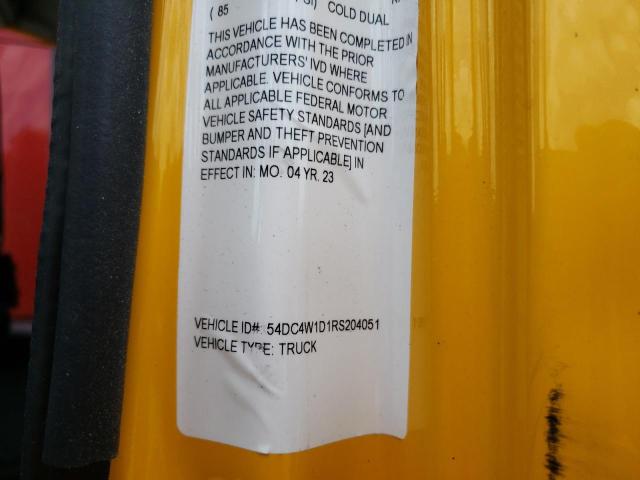 ( 85 COLD DUAL
THIS VEHICLE HAS BEEN COMPLETED IN
ACCORDANCE WITH THE PRIOR
MANUFACTURERS' IVD WHERE
APPLICABLE. VEHICLE CONFORMS TO
ALL APPLICABLE FEDERAL MOTOR
VEHICLE SAFETY STANDARDS [AND
BUMPER AND THEFT PREVENTION
STANDARDS IF APPLICABLE] IN
EFFECT IN: MO. 04 YR. 23
VEHICLE ID#: 54DC4W1D1RS204051
VEHICLE TYPE: TRUCK